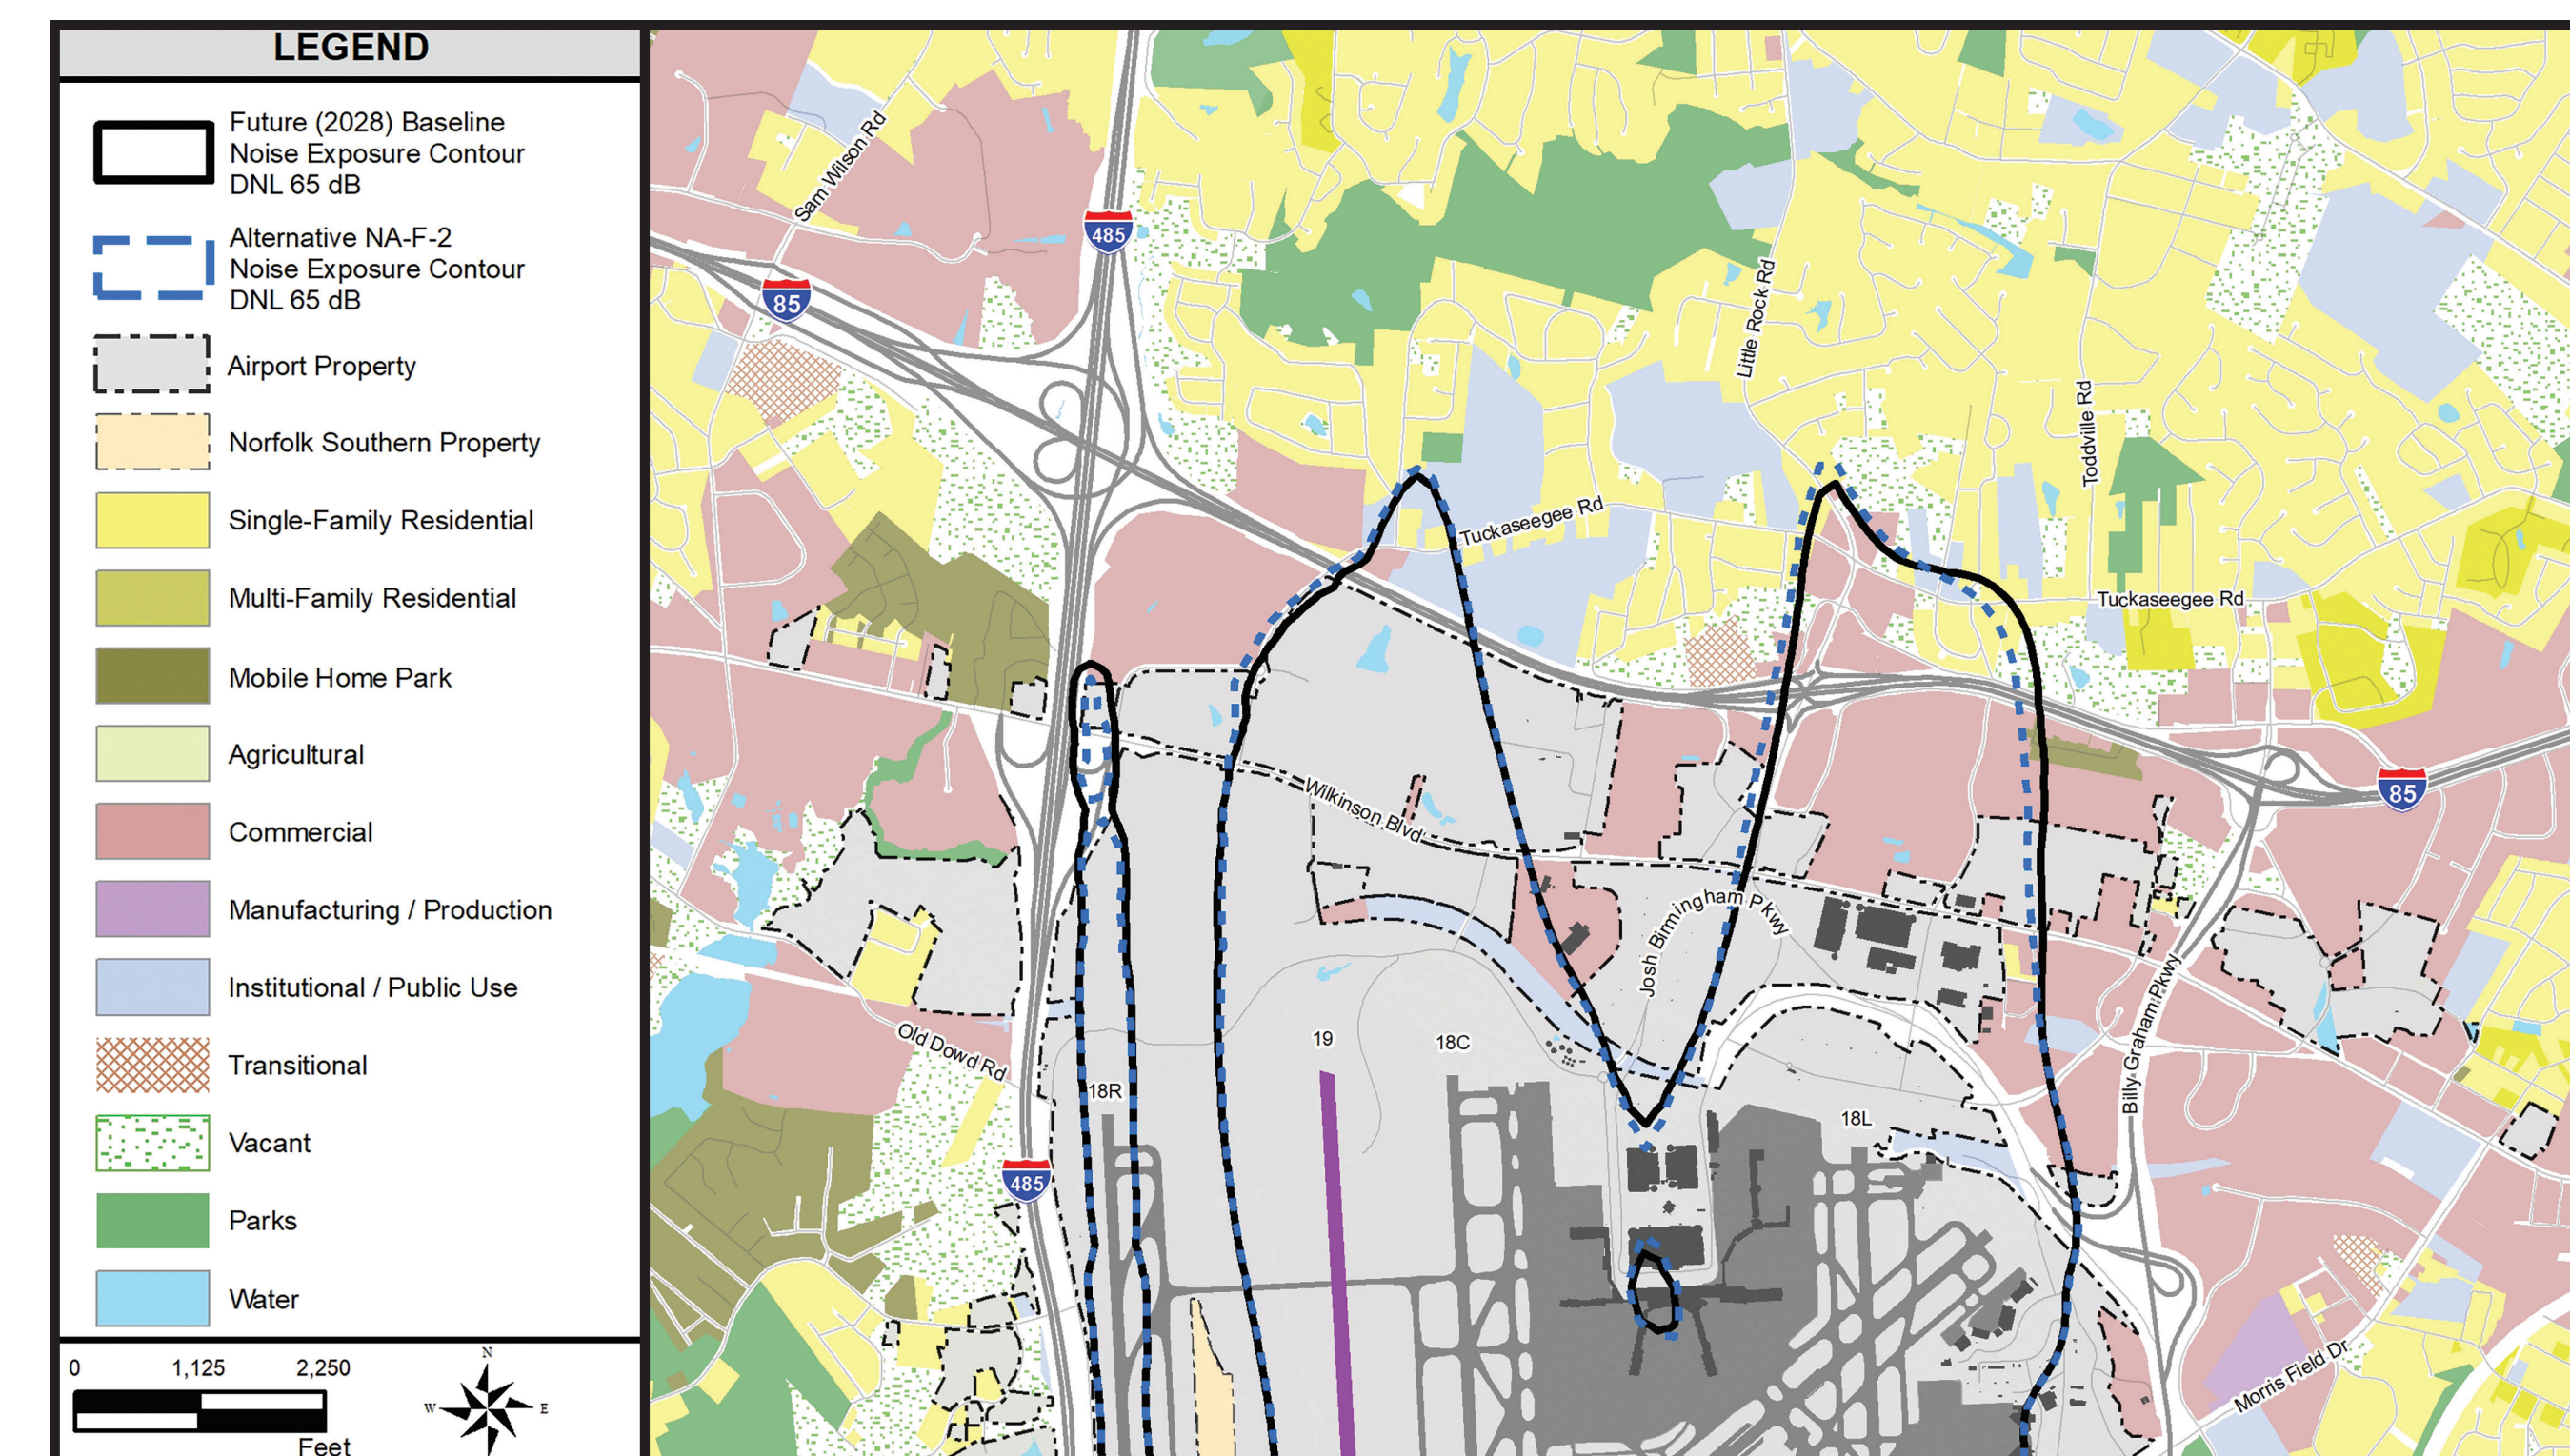 LEGEND
Future (2028) Baseline
Noise Exposure Contour
DNL 65 dB
Alternative NA-F-2
Noise Exposure Contour
DNL 65 dB
Airport Property
Norfolk Southern Property
Single-Family Residential
Multi-Family Residential
Mobile Home Park
Agricultural
Commercial
Manufacturing / Production
Institutional / Public Use
Transitional
Vacant
Parks
Water
0 1,125 2,250
Feet
N
W E
Sam Wilson Rd
485
85
Little Rock Rd
Toddville Rd
Tuckaseegee Rd
Tuckaseegee Rd
85
Wilkinson Blvd
Josh Birmingham Pkwy
Billy Graham Pkwy
Old Dowd Rd
19
18C
18R
18L
485
Morris Field Dr